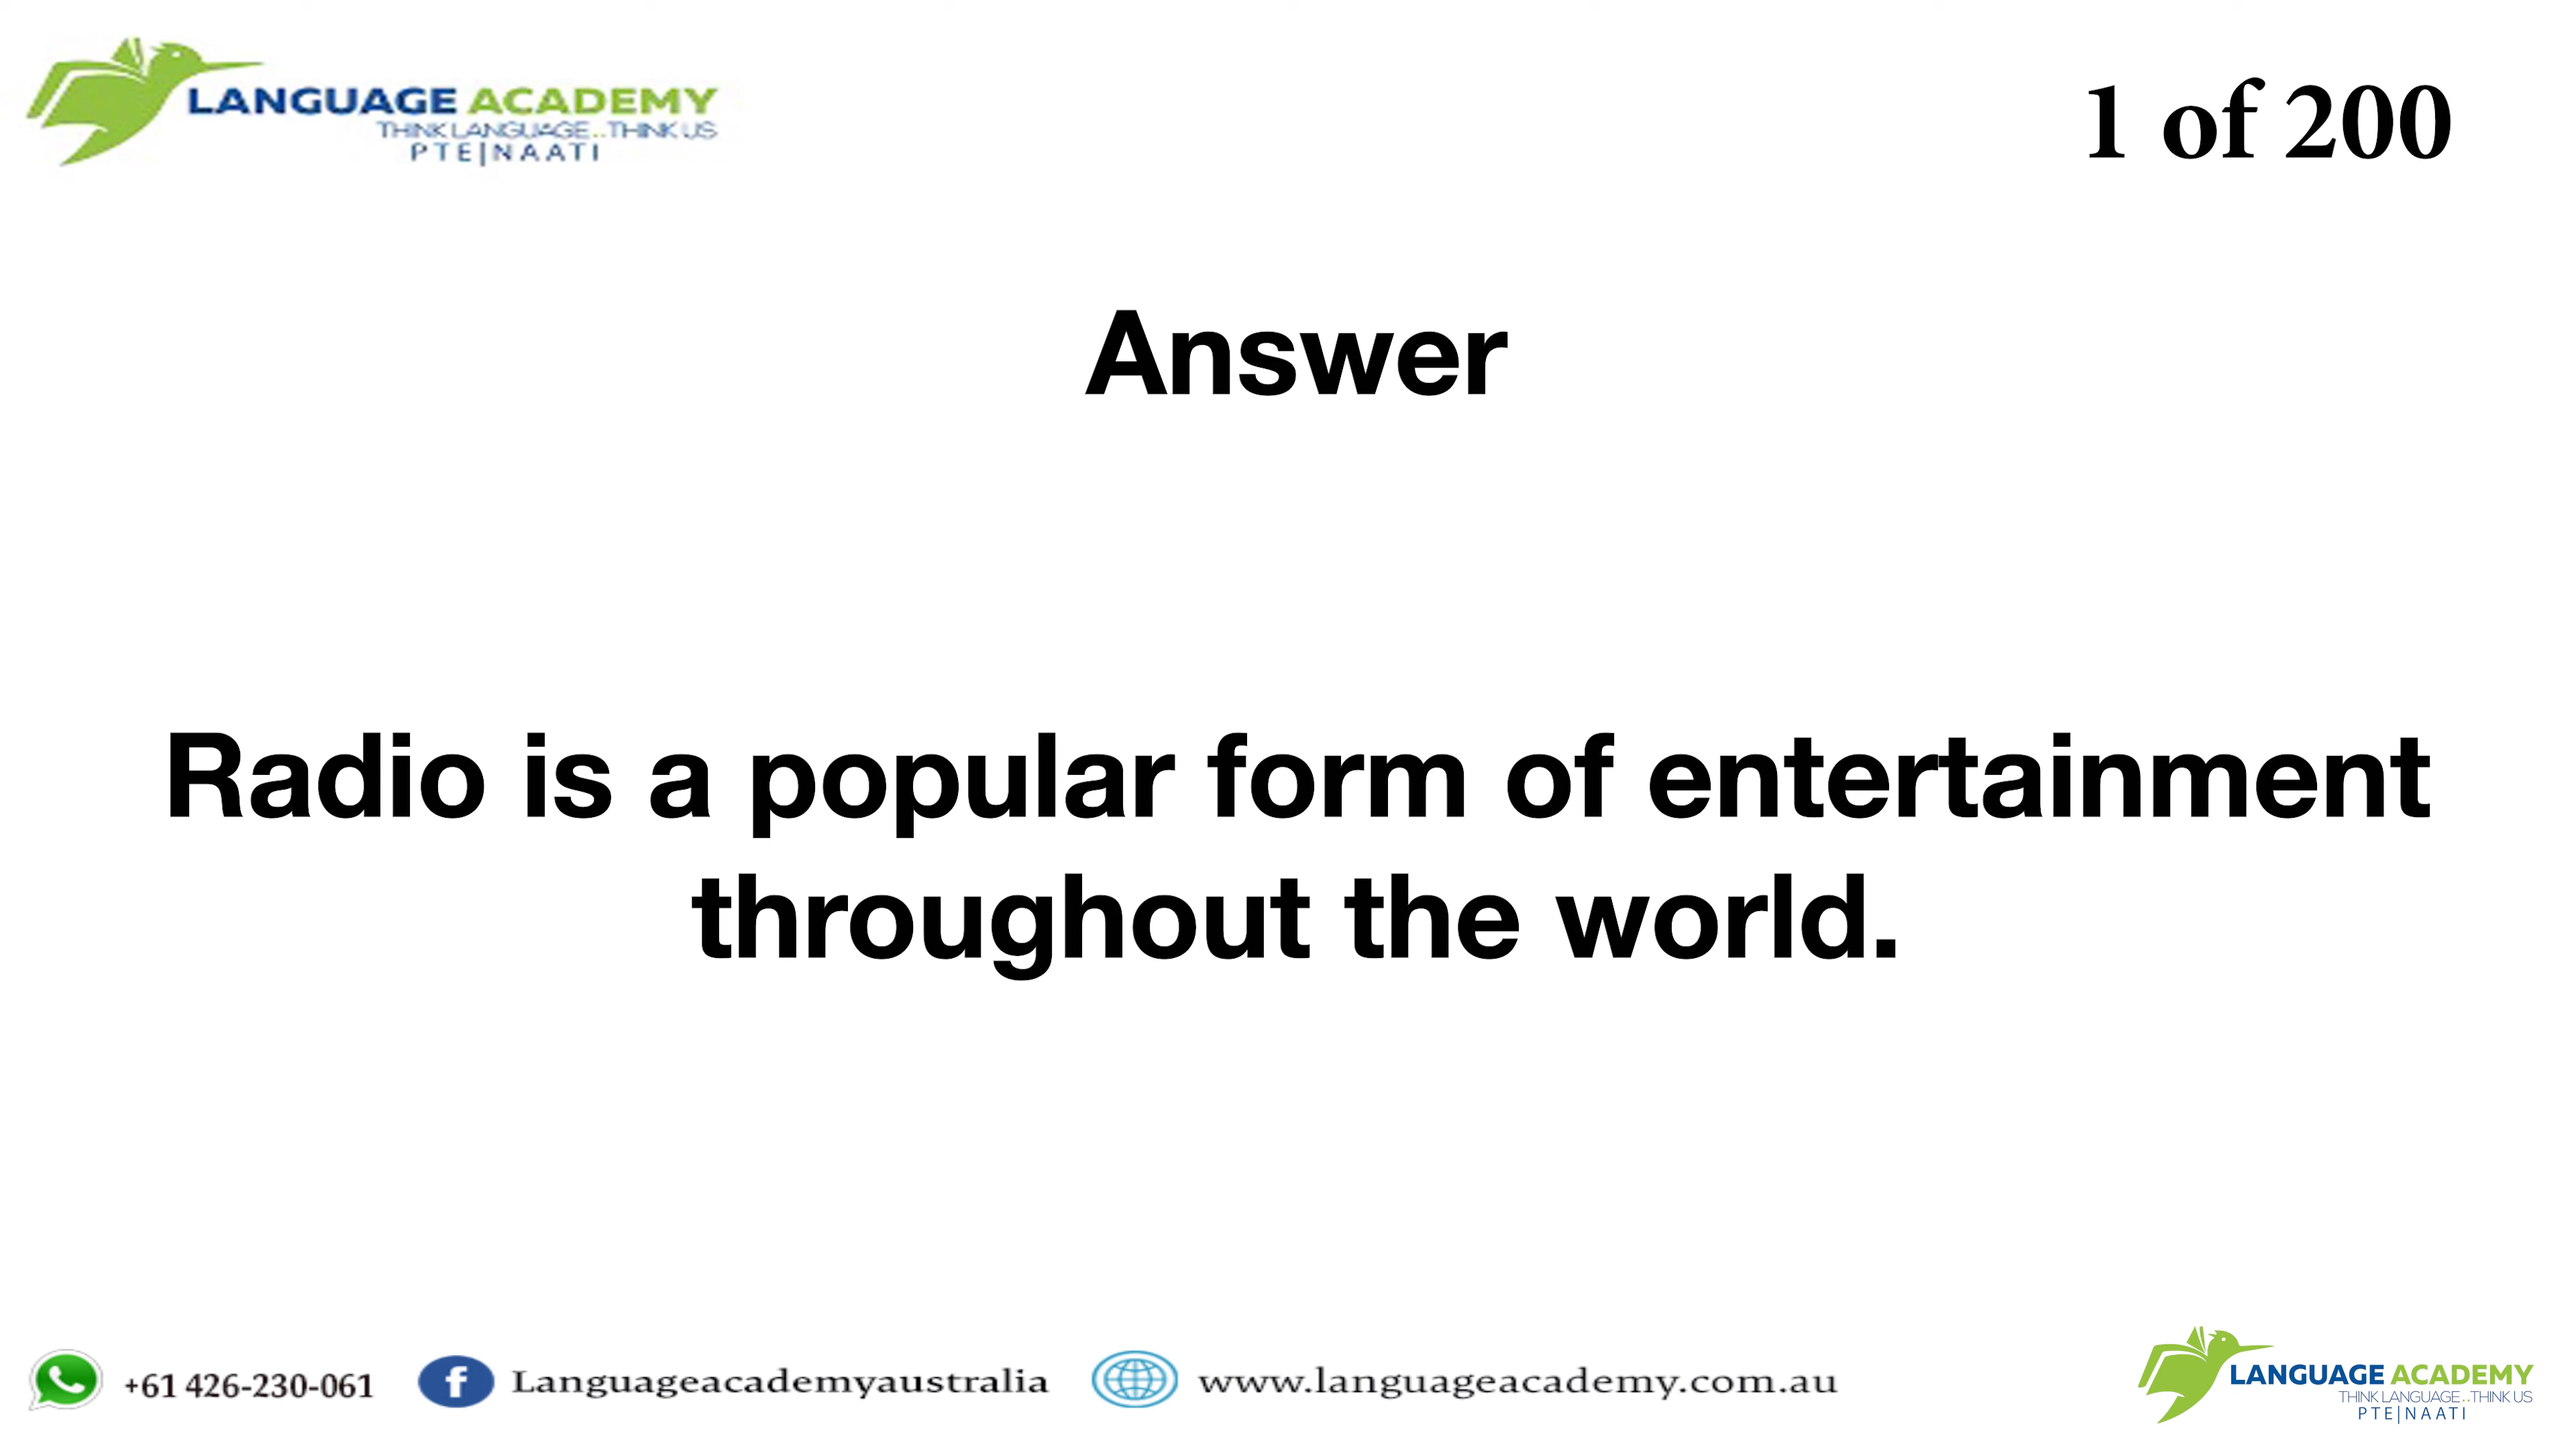 LANGUAGE ACADEMY
THINK LANGUAGE..THINK US
PTE|NAATI
1 of 200
Answer
Radio is a popular form of entertainment
throughout the world.
+61 426-230-061
Languageacademyaustralia
www.languageacademy.com.au
LANGUAGE ACADEMY
THINK LANGUAGE..THINK US
PTE|NAATI